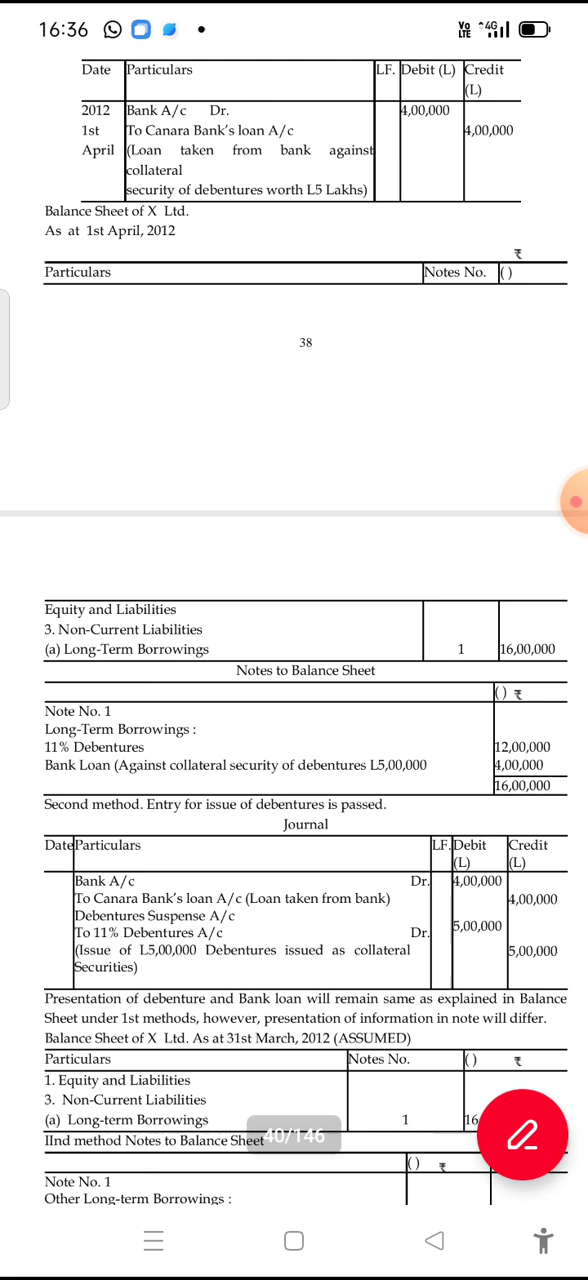 16:36 Vo LTE 4G
Date Particulars LF. Debit (L) Credit
(L)
2012 Bank A/c Dr. 4,00,000
1st To Canara Bank's loan A/c 4,00,000
April (Loan taken from bank against
collateral
security of debentures worth L5 Lakhs)
Balance Sheet of X Ltd.
As at 1st April, 2012
₹
Particulars Notes No. ()
38
Equity and Liabilities
3. Non-Current Liabilities
(a) Long-Term Borrowings 1 16,00,000
Notes to Balance Sheet
() ₹
Note No. 1
Long-Term Borrowings :
11% Debentures 12,00,000
Bank Loan (Against collateral security of debentures L5,00,000 4,00,000
16,00,000
Second method. Entry for issue of debentures is passed.
Journal
Date Particulars LF. Debit Credit
(L) (L)
Bank A/c Dr. 4,00,000
To Canara Bank's loan A/c (Loan taken from bank) 4,00,000
Debentures Suspense A/c
To 11% Debentures A/c Dr. 5,00,000
(Issue of L5,00,000 Debentures issued as collateral 5,00,000
Securities)
Presentation of debenture and Bank loan will remain same as explained in Balance
Sheet under 1st methods, however, presentation of information in note will differ.
Balance Sheet of X Ltd. As at 31st March, 2012 (ASSUMED)
Particulars Notes No. () ₹
1. Equity and Liabilities
3. Non-Current Liabilities
(a) Long-term Borrowings 1 16
IInd method Notes to Balance Sheet 40/146
() ₹
Note No. 1
Other Long-term Borrowings :